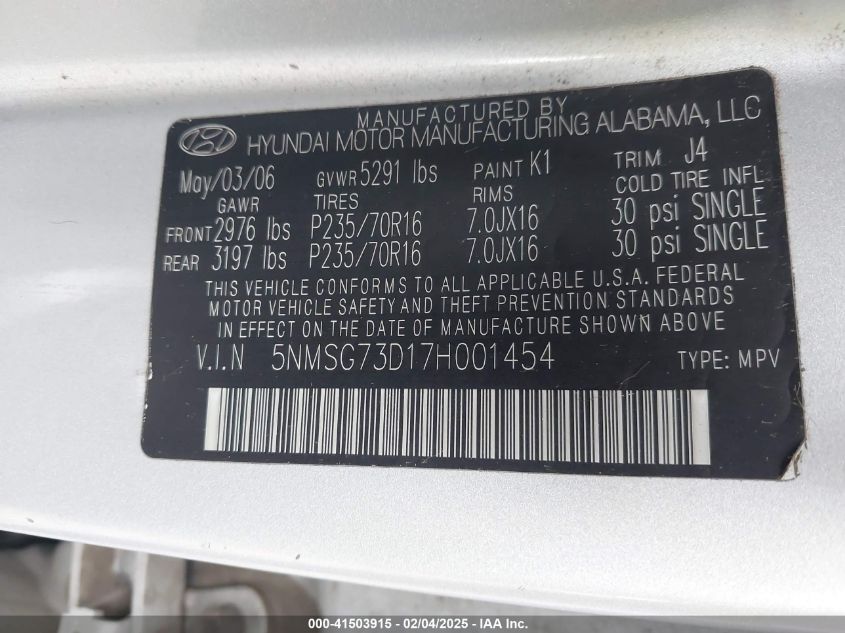 MANUFACTURED BY
HYUNDAI MOTOR MANUFACTURING ALABAMA, LLC
May/03/06 GVWR 5291 lbs PAINT K1 TRIM J4
GAWR TIRES RIMS COLD TIRE INFL
FRONT 2976 lbs P235/70R16 7.0JX16 30 psi SINGLE
REAR 3197 lbs P235/70R16 7.0JX16 30 psi SINGLE
THIS VEHICLE CONFORMS TO ALL APPLICABLE U.S.A. FEDERAL
MOTOR VEHICLE SAFETY AND THEFT PREVENTION STANDARDS
IN EFFECT ON THE DATE OF MANUFACTURE SHOWN ABOVE
V.I.N 5NMSG73D17H001454 TYPE: MPV
000-41503915 - 02/04/2025 - IAAI.com